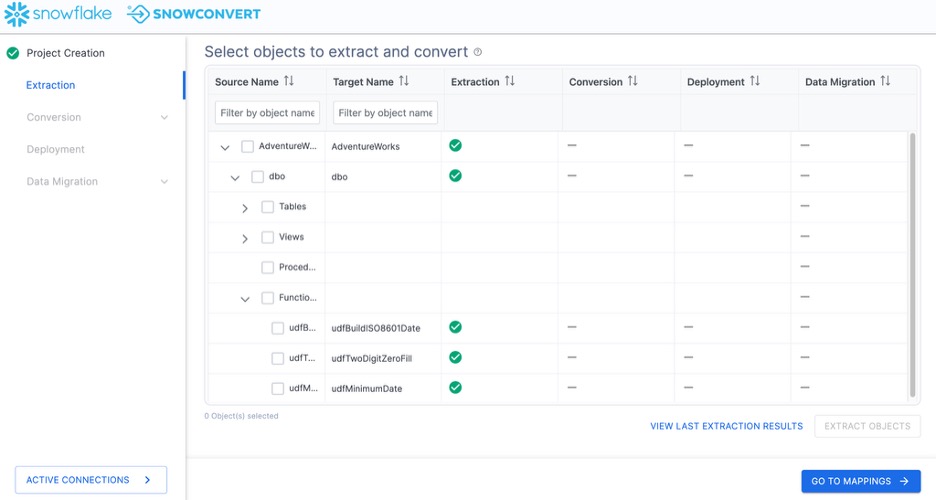 snowflake SNOWCONVERT
Project Creation
Extraction
Conversion
Deployment
Data Migration
ACTIVE CONNECTIONS
Select objects to extract and convert ?
Source Name Target Name Extraction Conversion Deployment Data Migration
Filter by object name Filter by object name
AdventureW... AdventureWorks — — —
dbo dbo — — —
Tables —
Views —
Proced... —
Functio... —
udfB... udfBuildISO8601Date — — —
udfT... udfTwoDigitZeroFill — — —
udfM... udfMinimumDate — — —
0 Object(s) selected
VIEW LAST EXTRACTION RESULTS EXTRACT OBJECTS
GO TO MAPPINGS